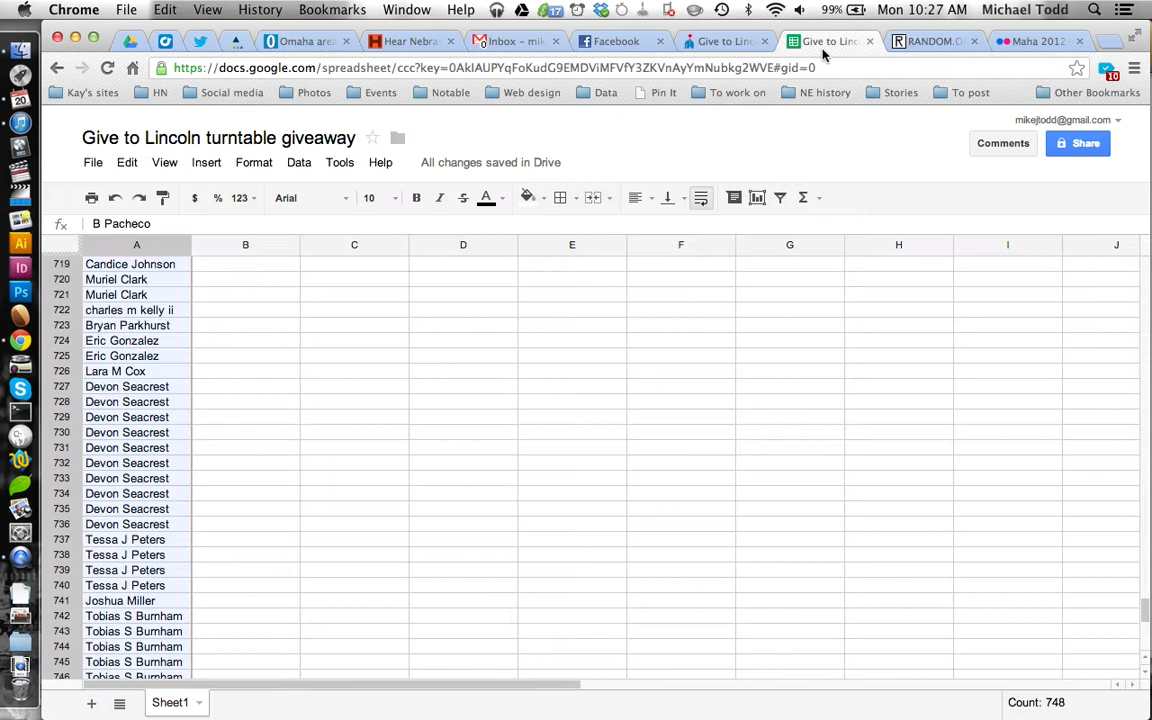 Chrome File Edit View History Bookmarks Window Help 17 99% Mon 10:27 AM Michael Todd
Omaha area Hear Nebras Inbox – mik Facebook Give to Linc Give to Linc RANDOM.O Maha 2012
https://docs.google.com/spreadsheet/ccc?key=0AkIAUPYqFoKudG9EMDViMFVfY3ZKVnAyYmNubkg2WVE#gid=0 10
Kay's sites HN Social media Photos Events Notable Web design Data Pin It To work on NE history Stories To post Other Bookmarks
mikejtodd@gmail.com
Give to Lincoln turntable giveaway Comments Share
File Edit View Insert Format Data Tools Help All changes saved in Drive
$ % 123 Arial 10 B I S A Σ
fx B Pacheco
A B C D E F G H I J
719 Candice Johnson
720 Muriel Clark
721 Muriel Clark
722 charles m kelly ii
723 Bryan Parkhurst
724 Eric Gonzalez
725 Eric Gonzalez
726 Lara M Cox
727 Devon Seacrest
728 Devon Seacrest
729 Devon Seacrest
730 Devon Seacrest
731 Devon Seacrest
732 Devon Seacrest
733 Devon Seacrest
734 Devon Seacrest
735 Devon Seacrest
736 Devon Seacrest
737 Tessa J Peters
738 Tessa J Peters
739 Tessa J Peters
740 Tessa J Peters
741 Joshua Miller
742 Tobias S Burnham
743 Tobias S Burnham
744 Tobias S Burnham
745 Tobias S Burnham
746 Tobias S Burnham
Sheet1 Count: 748